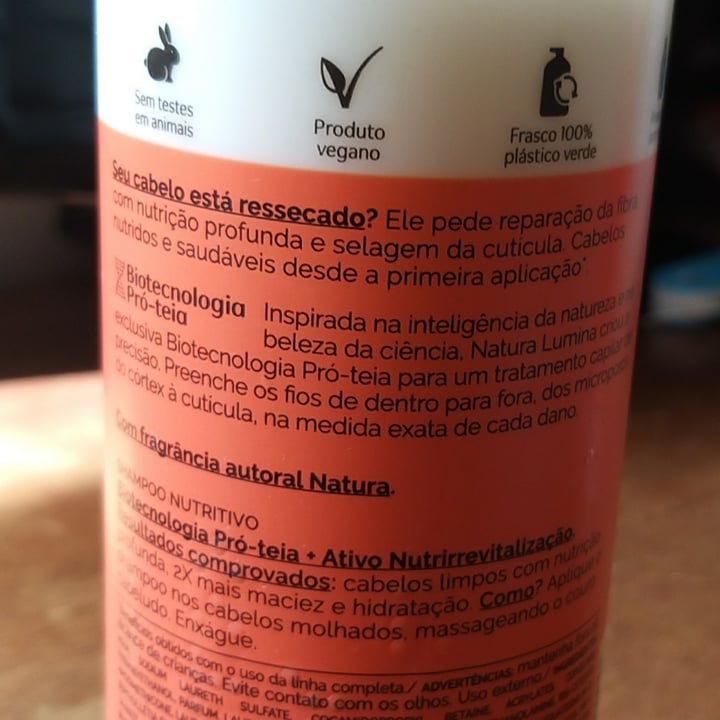 Sem testes
em animais
Produto
vegano
Frasco 100%
plástico verde
Seu cabelo está ressecado? Ele pede reparação da fibra
com nutrição profunda e selagem da cutícula. Cabelos
nutridos e saudáveis desde a primeira aplicação*.
Biotecnologia
Pró-teia
Inspirada na inteligência da natureza e na
beleza da ciência, Natura Lumina criou a
exclusiva Biotecnologia Pró-teia para um tratamento capilar de
precisão. Preenche os fios de dentro para fora, dos microporos
do córtex à cutícula, na medida exata de cada dano.
Com fragrância autoral Natura.
SHAMPOO NUTRITIVO
Biotecnologia Pró-teia + Ativo Nutrirrevitalização.
Resultados comprovados: cabelos limpos com nutrição
profunda, 2X mais maciez e hidratação. Como? Aplique o
shampoo nos cabelos molhados, massageando o couro
cabeludo. Enxágue.
obtidos com o uso da linha completa./ ADVERTÊNCIAS: mantenha fora do
alcance de crianças. Evite contato com os olhos. Uso externo./
SODIUM LAURETH SULFATE, COCAMIDOPROPYL BETAINE, ACRYLATES
PARFUM